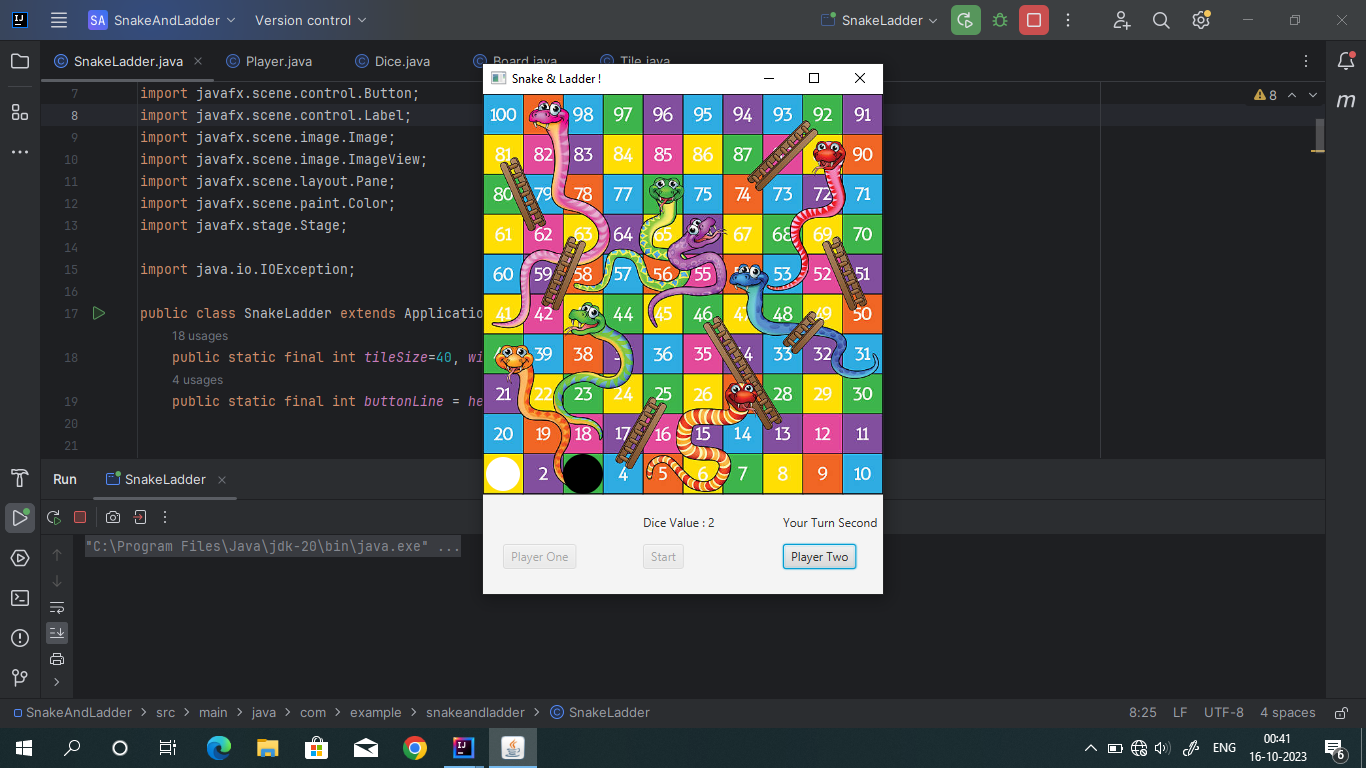 SA SnakeAndLadder Version control SnakeLadder
SnakeLadder.java Player.java Dice.java Board.java Tile.java
Snake & Ladder !
7 import javafx.scene.control.Button;
8 import javafx.scene.control.Label;
9 import javafx.scene.image.Image;
10 import javafx.scene.image.ImageView;
11 import javafx.scene.layout.Pane;
12 import javafx.scene.paint.Color;
13 import javafx.stage.Stage;
14
15 import java.io.IOException;
16
17 public class SnakeLadder extends Application
18 usages
18 public static final int tileSize=40, wi
4 usages
19 public static final int buttonLine = he
20
21
8
m
100 98 97 96 95 94 93 92 91
81 82 83 84 85 86 87 90
80 79 78 77 75 74 73 72 71
61 62 63 64 65 67 68 69 70
60 59 58 57 56 55 53 52 51
41 42 44 45 46 48 49 50
39 38 36 35 33 32 31
21 22 23 24 25 26 28 29 30
20 19 18 17 16 15 14 13 12 11
2 4 5 6 7 8 9 10
Dice Value : 2 Your Turn Second
Player One Start Player Two
Run SnakeLadder
"C:\Program Files\Java\jdk-20\bin\java.exe" ...
SnakeAndLadder > src > main > java > com > example > snakeandladder > SnakeLadder
8:25 LF UTF-8 4 spaces
ENG 00:41
16-10-2023
6